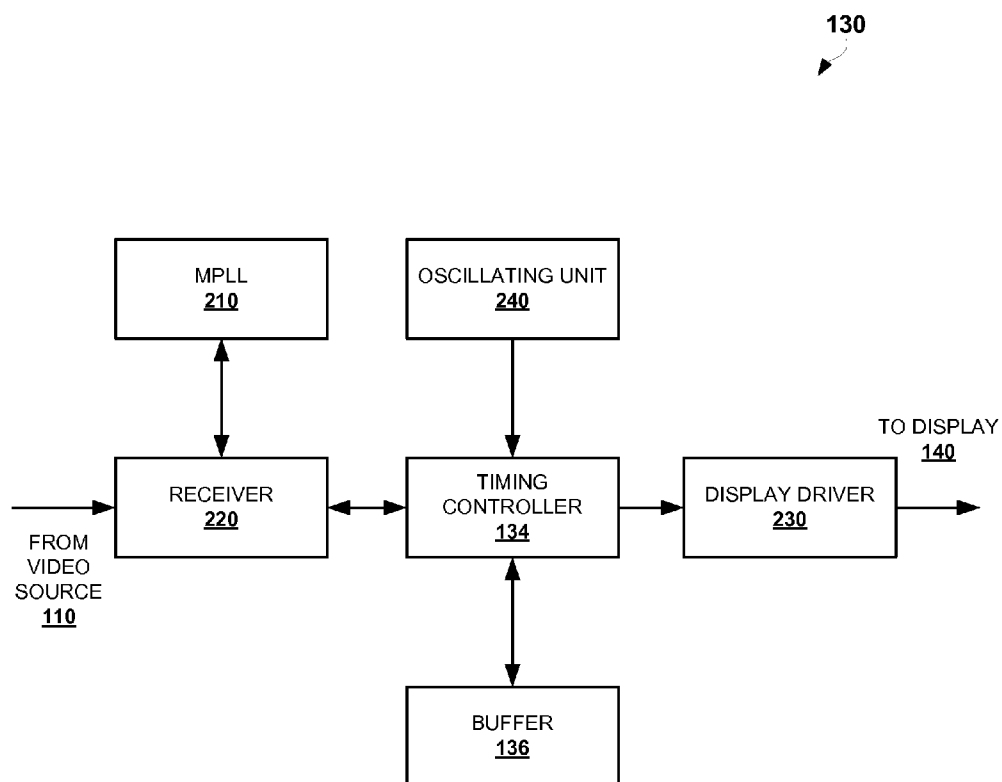 130
MPLL
210
OSCILLATING UNIT
240
TO DISPLAY
140
RECEIVER
220
TIMING
CONTROLLER
134
DISPLAY DRIVER
230
FROM
VIDEO
SOURCE
110
BUFFER
136